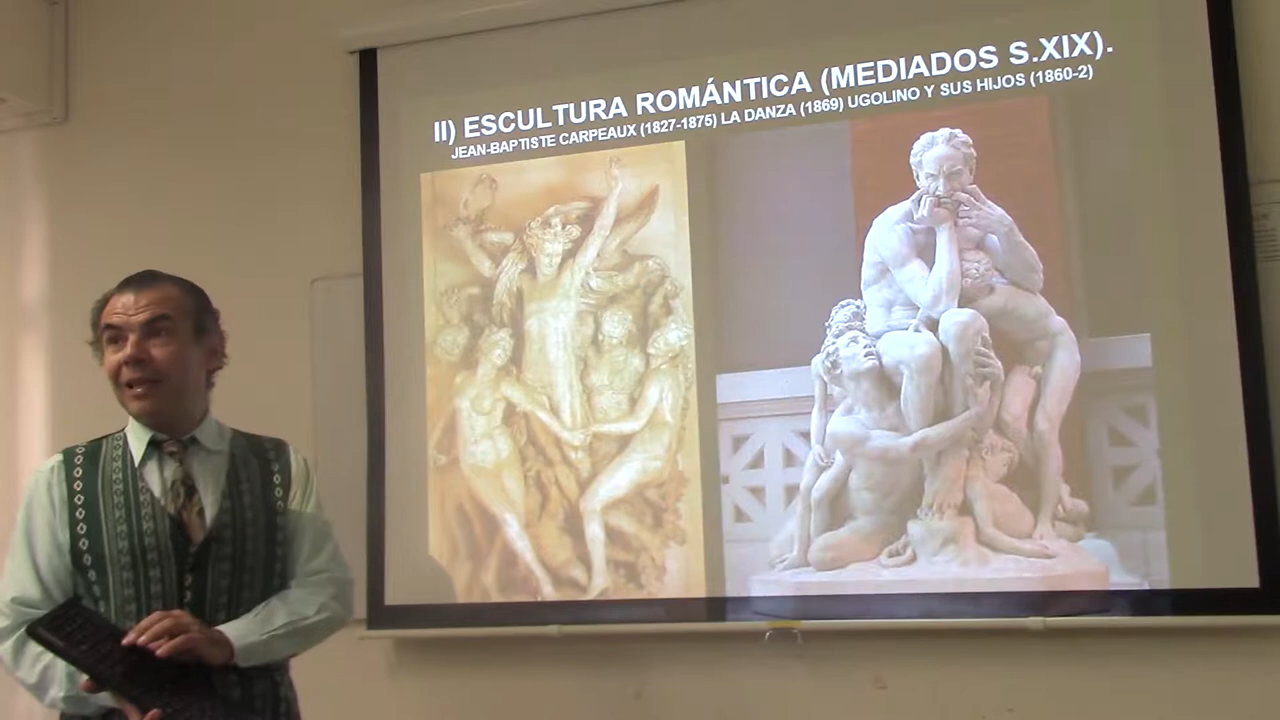 II) ESCULTURA ROMÁNTICA (MEDIADOS S.XIX).
JEAN-BAPTISTE CARPEAUX (1827-1875) LA DANZA (1869) UGOLINO Y SUS HIJOS (1860-2)